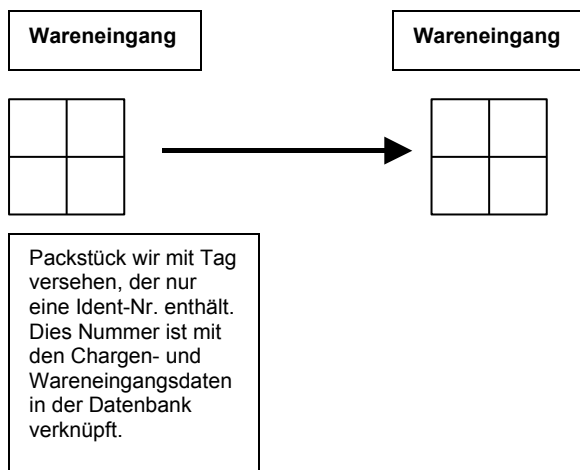 Wareneingang
Wareneingang
Packstück wir mit Tag
versehen, der nur
eine Ident-Nr. enthält.
Dies Nummer ist mit
den Chargen- und
Wareneingangsdaten
in der Datenbank
verknüpft.